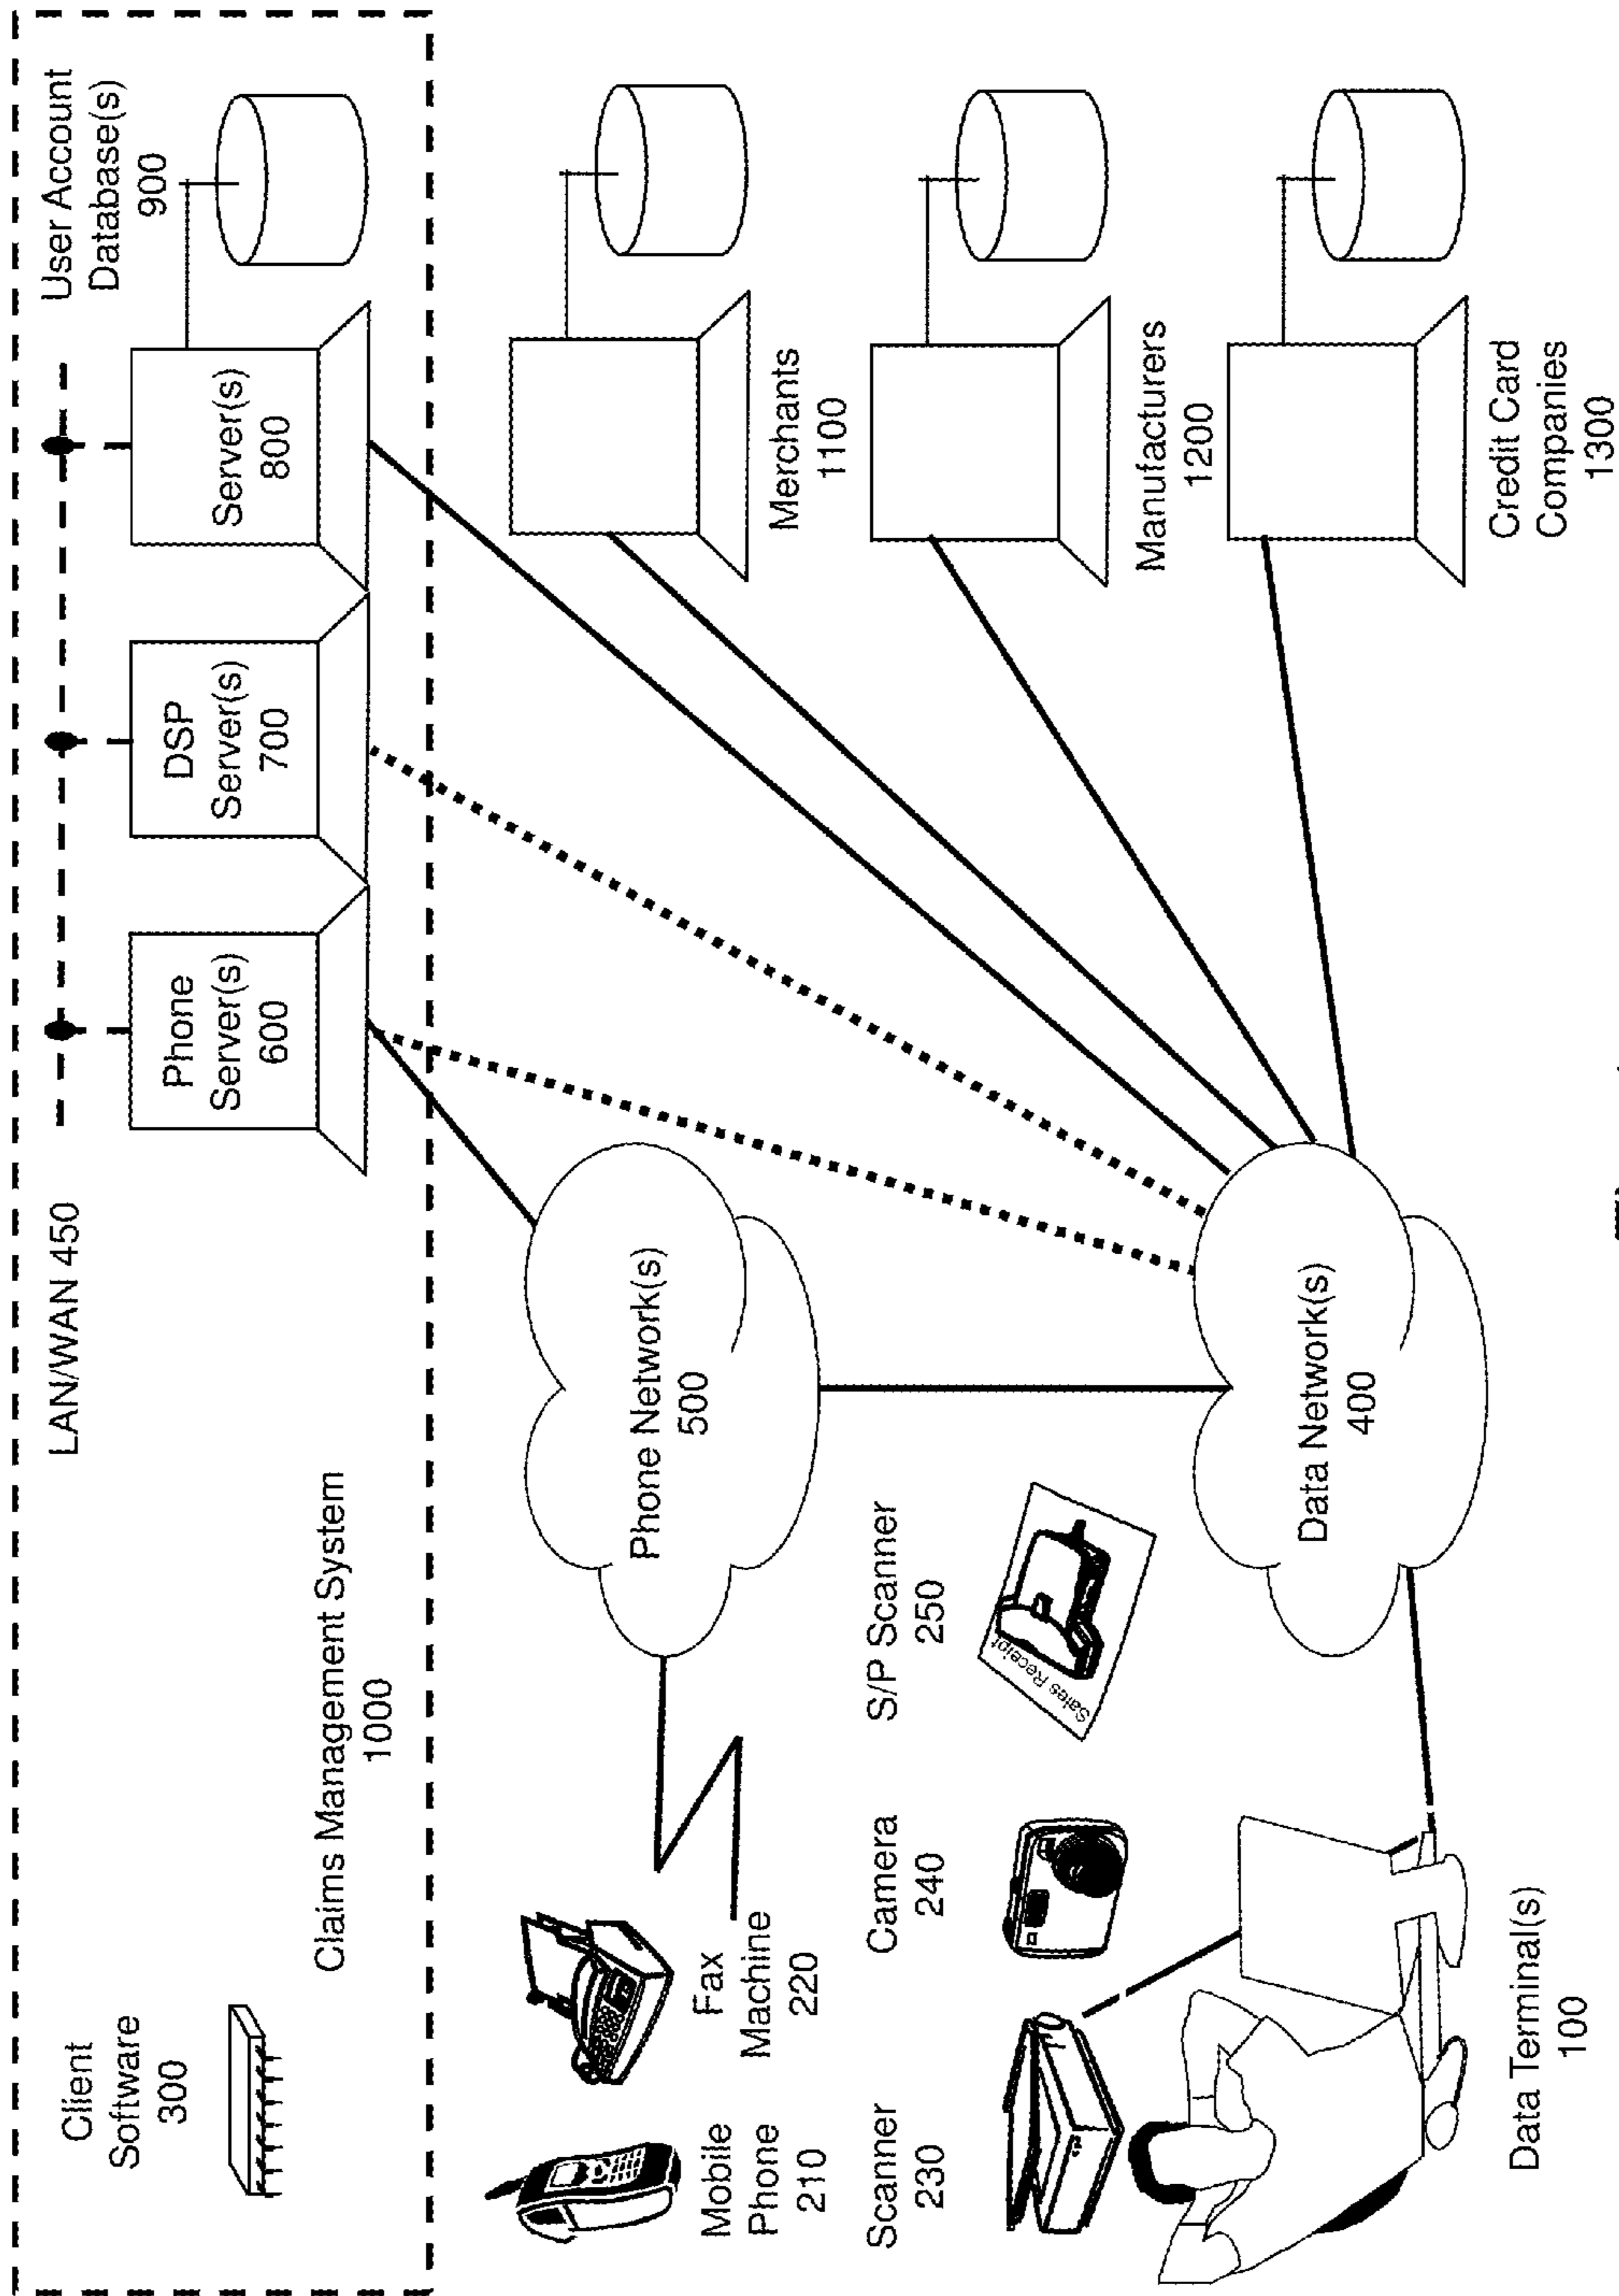 Client
Software
300
LAN/WAN 450
User Account
Database(s)
900
Phone
Server(s)
600
DSP
Server(s)
700
Server(s)
800
Claims Management System
1000
Mobile
Phone
210
Fax
Machine
220
Phone Network(s)
500
Merchants
1100
Scanner
230
Camera
240
S/P Scanner
250
Sales Receipt
Manufacturers
1200
Data Network(s)
400
Data Terminal(s)
100
Credit Card
Companies
1300